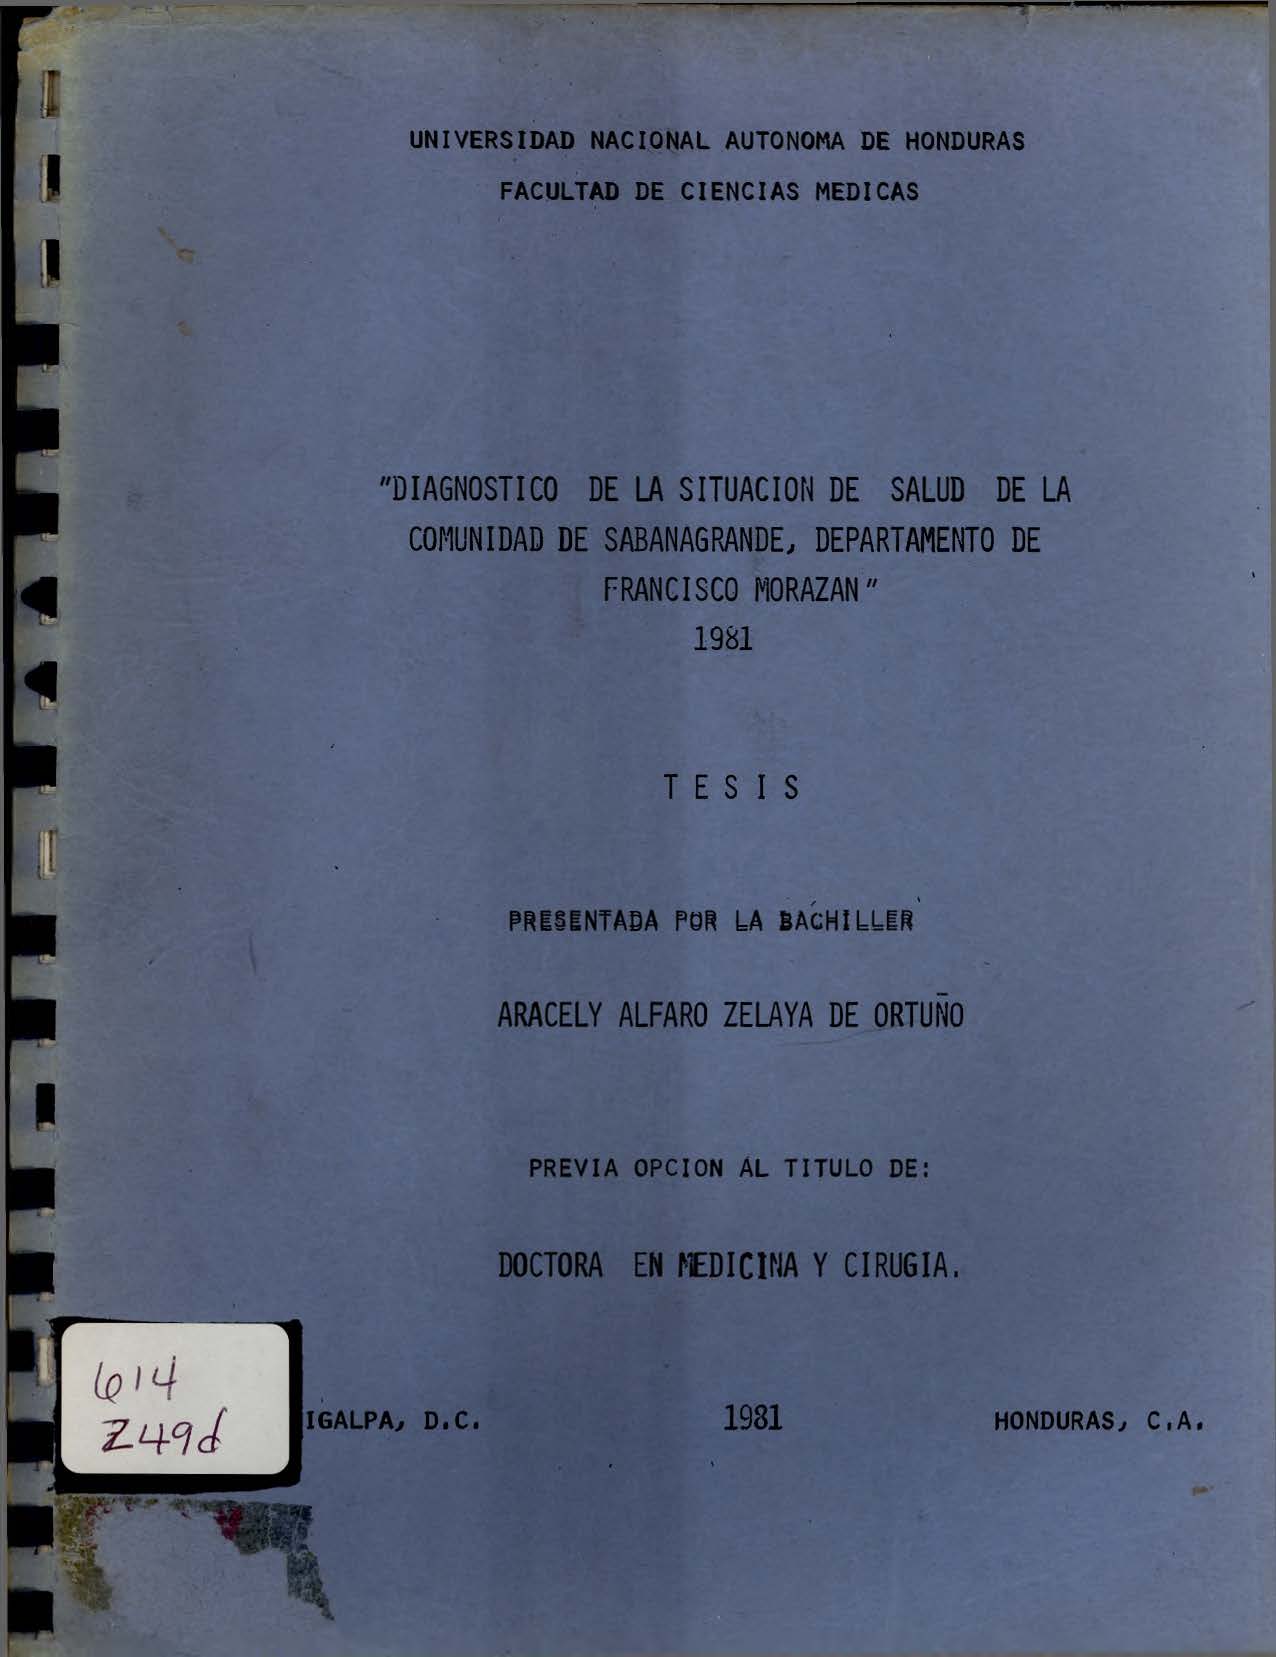 UNIVERSIDAD NACIONAL AUTONOMA DE HONDURAS
FACULTAD DE CIENCIAS MEDICAS
"DIAGNOSTICO DE LA SITUACION DE SALUD DE LA
COMUNIDAD DE SABANAGRANDE, DEPARTAMENTO DE
FRANCISCO MORAZAN"
1981
T E S I S
PRESENTADA POR LA BACHILLER
ARACELY ALFARO ZELAYA DE ORTUÑO
PREVIA OPCION AL TITULO DE:
DOCTORA EN MEDICINA Y CIRUGIA.
614
Z49d
IGALPA, D.C. 1981 HONDURAS, C.A.